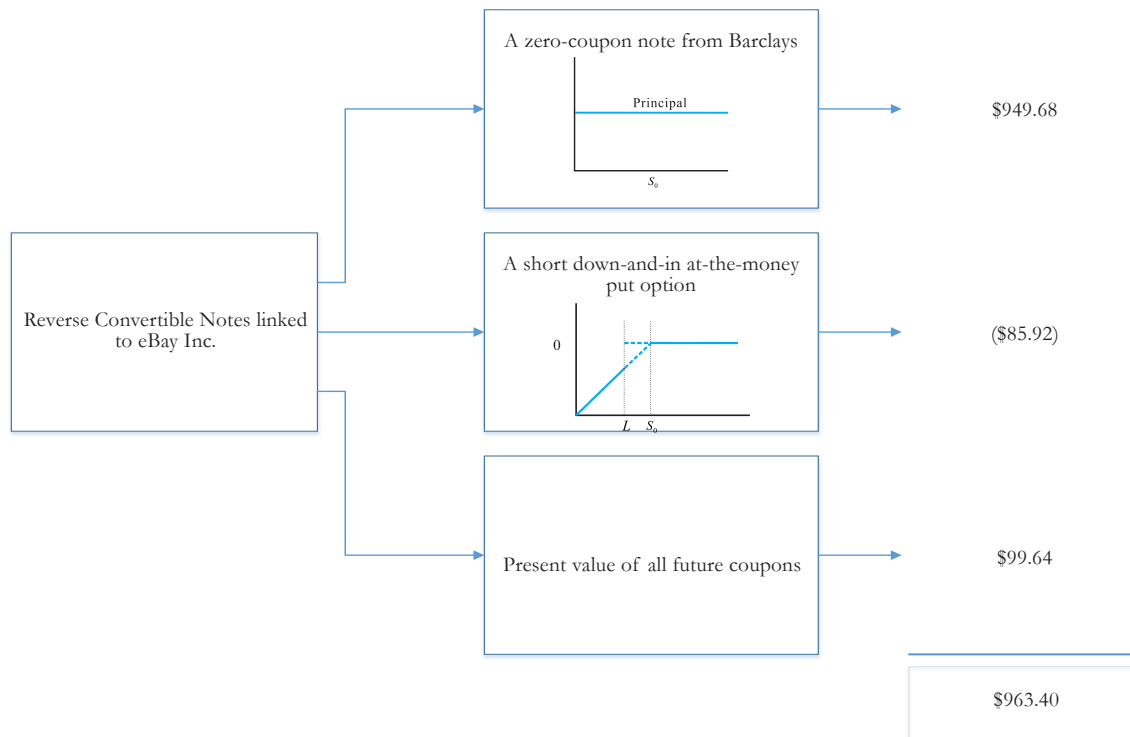 Reverse Convertible Notes linked
to eBay Inc.
A zero-coupon note from Barclays
Principal
S₀
$949.68
A short down-and-in at-the-money
put option
0
L S₀
($85.92)
Present value of all future coupons
$99.64
$963.40